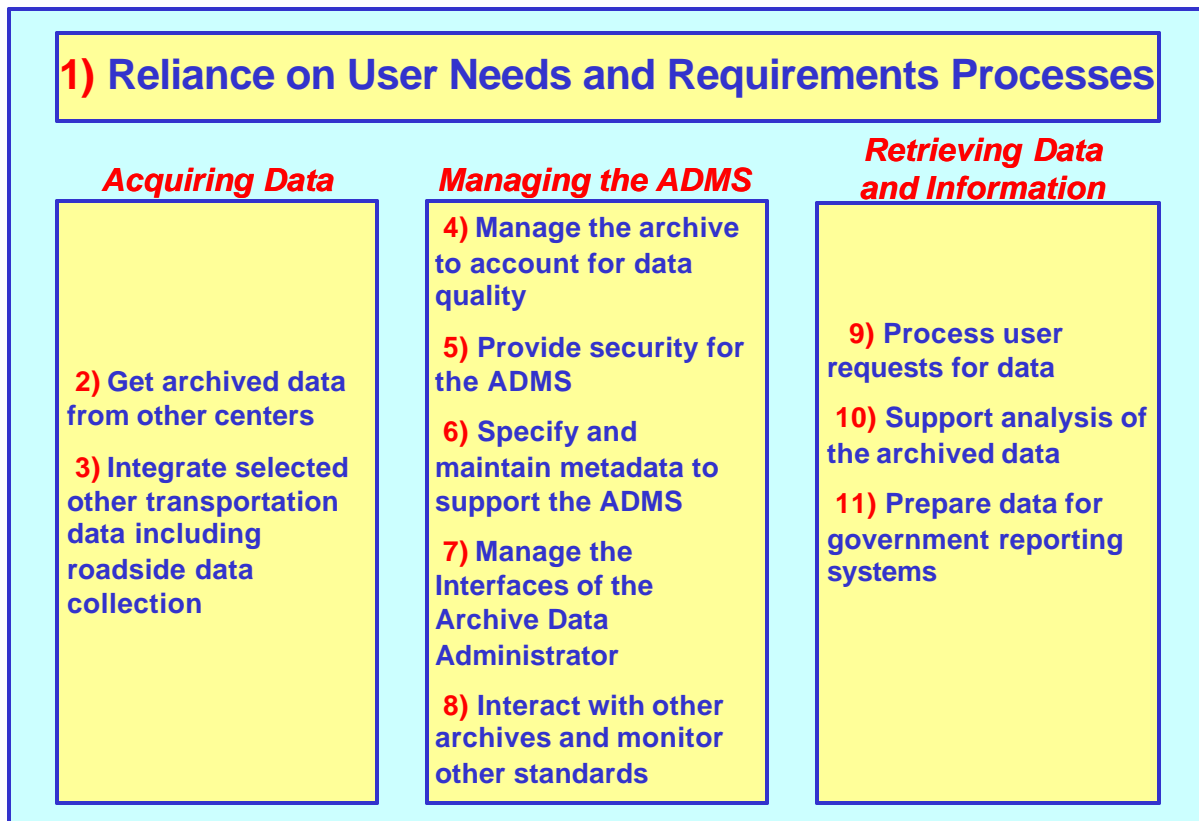 1) Reliance on User Needs and Requirements Processes
Acquiring Data
2) Get archived data
from other centers
3) Integrate selected
other transportation
data including
roadside data
collection
Managing the ADMS
4) Manage the archive
to account for data
quality
5) Provide security for
the ADMS
6) Specify and
maintain metadata to
support the ADMS
7) Manage the
Interfaces of the
Archive Data
Administrator
8) Interact with other
archives and monitor
other standards
Retrieving Data
and Information
9) Process user
requests for data
10) Support analysis of
the archived data
11) Prepare data for
government reporting
systems